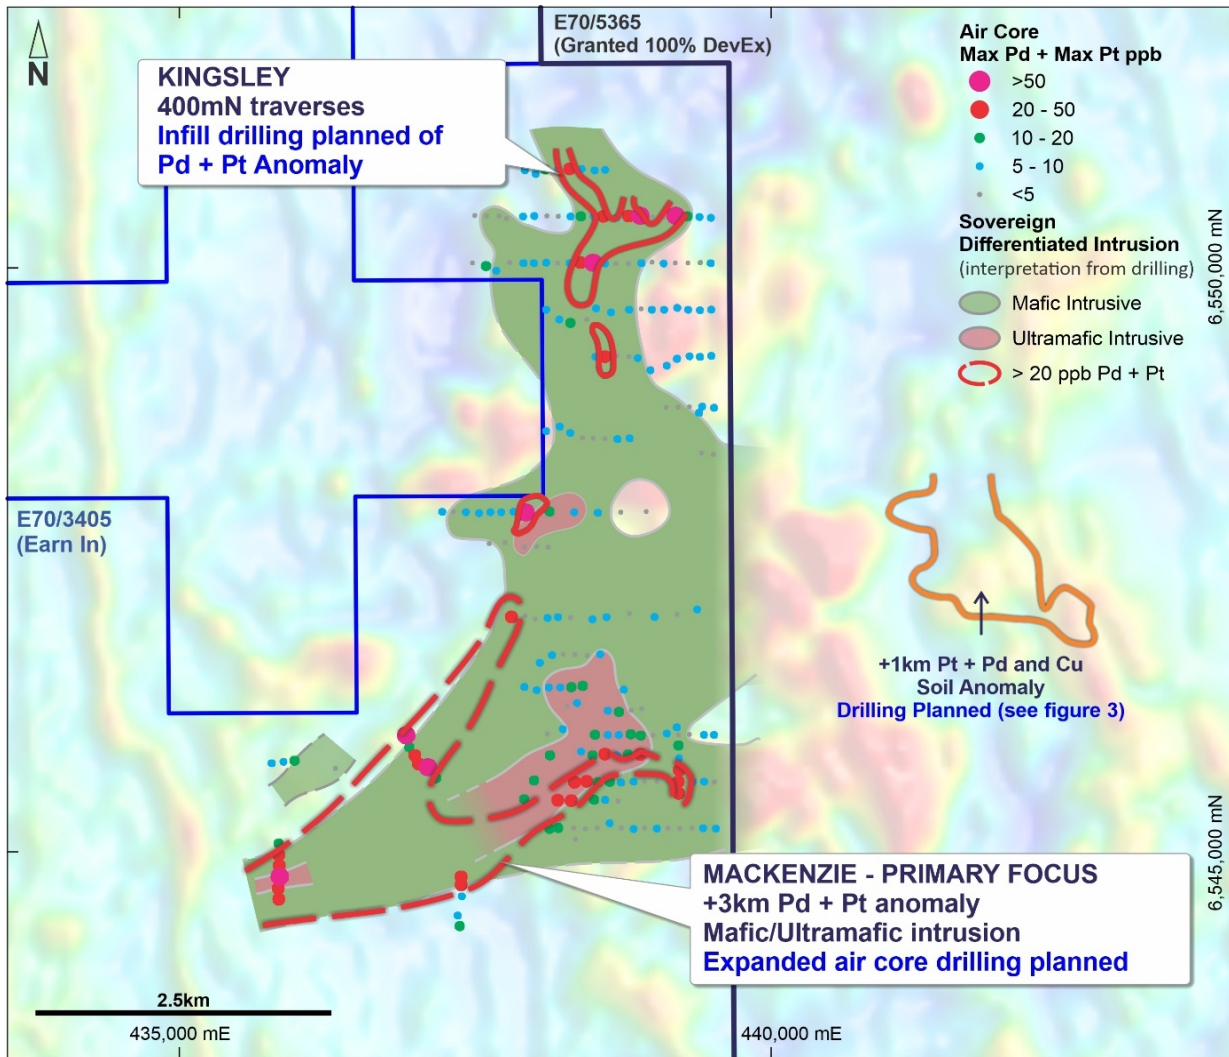 E70/5365
(Granted 100% DevEx)
N
KINGSLEY
400mN traverses
Infill drilling planned of
Pd + Pt Anomaly
Air Core
Max Pd + Max Pt ppb
>50
20 - 50
10 - 20
5 - 10
<5
Sovereign
Differentiated Intrusion
(interpretation from drilling)
Mafic Intrusive
Ultramafic Intrusive
> 20 ppb Pd + Pt
6,550,000 mN
E70/3405
(Earn In)
+1km Pt + Pd and Cu
Soil Anomaly
Drilling Planned (see figure 3)
6,545,000 mN
MACKENZIE - PRIMARY FOCUS
+3km Pd + Pt anomaly
Mafic/Ultramafic intrusion
Expanded air core drilling planned
2.5km
435,000 mE
440,000 mE